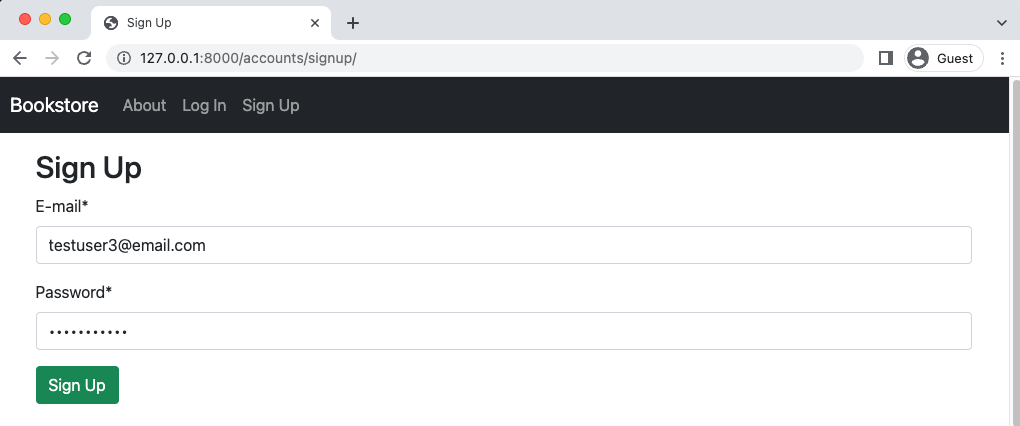 Sign Up
127.0.0.1:8000/accounts/signup/
Guest
Bookstore About Log In Sign Up
Sign Up
E-mail*
testuser3@email.com
Password*
•••••••••••
Sign Up